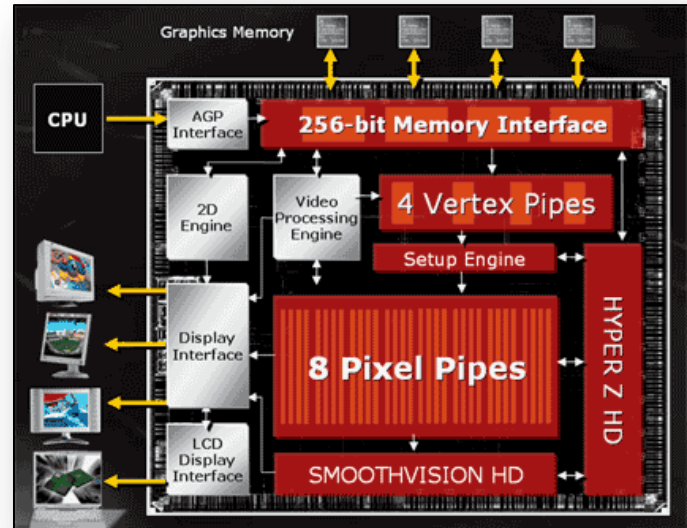 Graphics Memory
CPU
AGP
Interface
256-bit Memory Interface
2D
Engine
Video
Processing
Engine
4 Vertex Pipes
Setup Engine
Display
Interface
8 Pixel Pipes
HYPER Z HD
LCD
Display
Interface
SMOOTHVISION HD